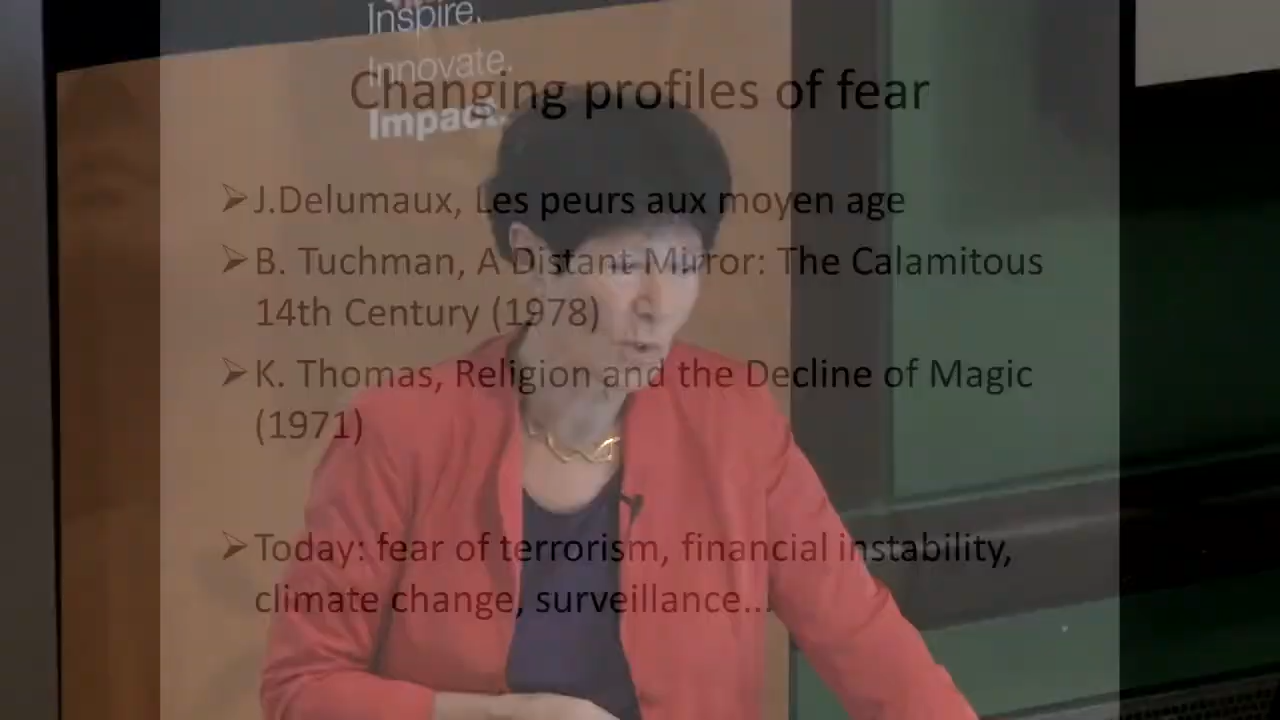 Inspire.
Innovate.
Impact.
Changing profiles of fear
J.Delumaux, Les peurs aux moyen age
B. Tuchman, A Distant Mirror: The Calamitous
14th Century (1978)
K. Thomas, Religion and the Decline of Magic
(1971)
Today: fear of terrorism, financial instability,
climate change, surveillance...